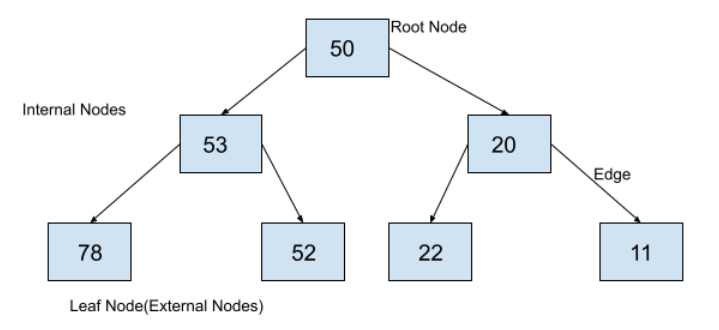 Root Node
50
Internal Nodes
53
20
Edge
78
52
22
11
Leaf Node(External Nodes)